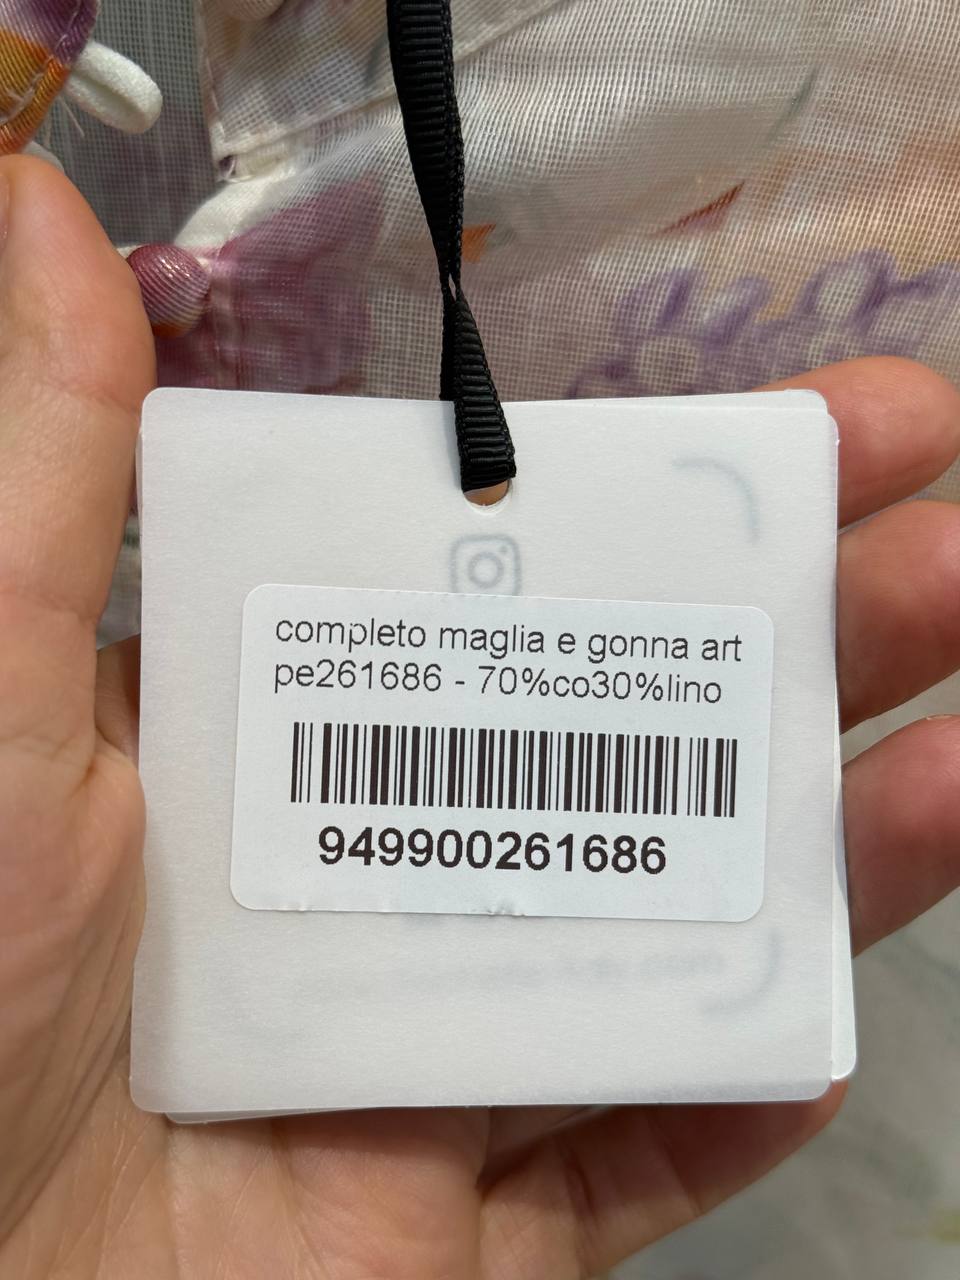 completo maglia e gonna art
pe261686 - 70%co30%lino
949900261686